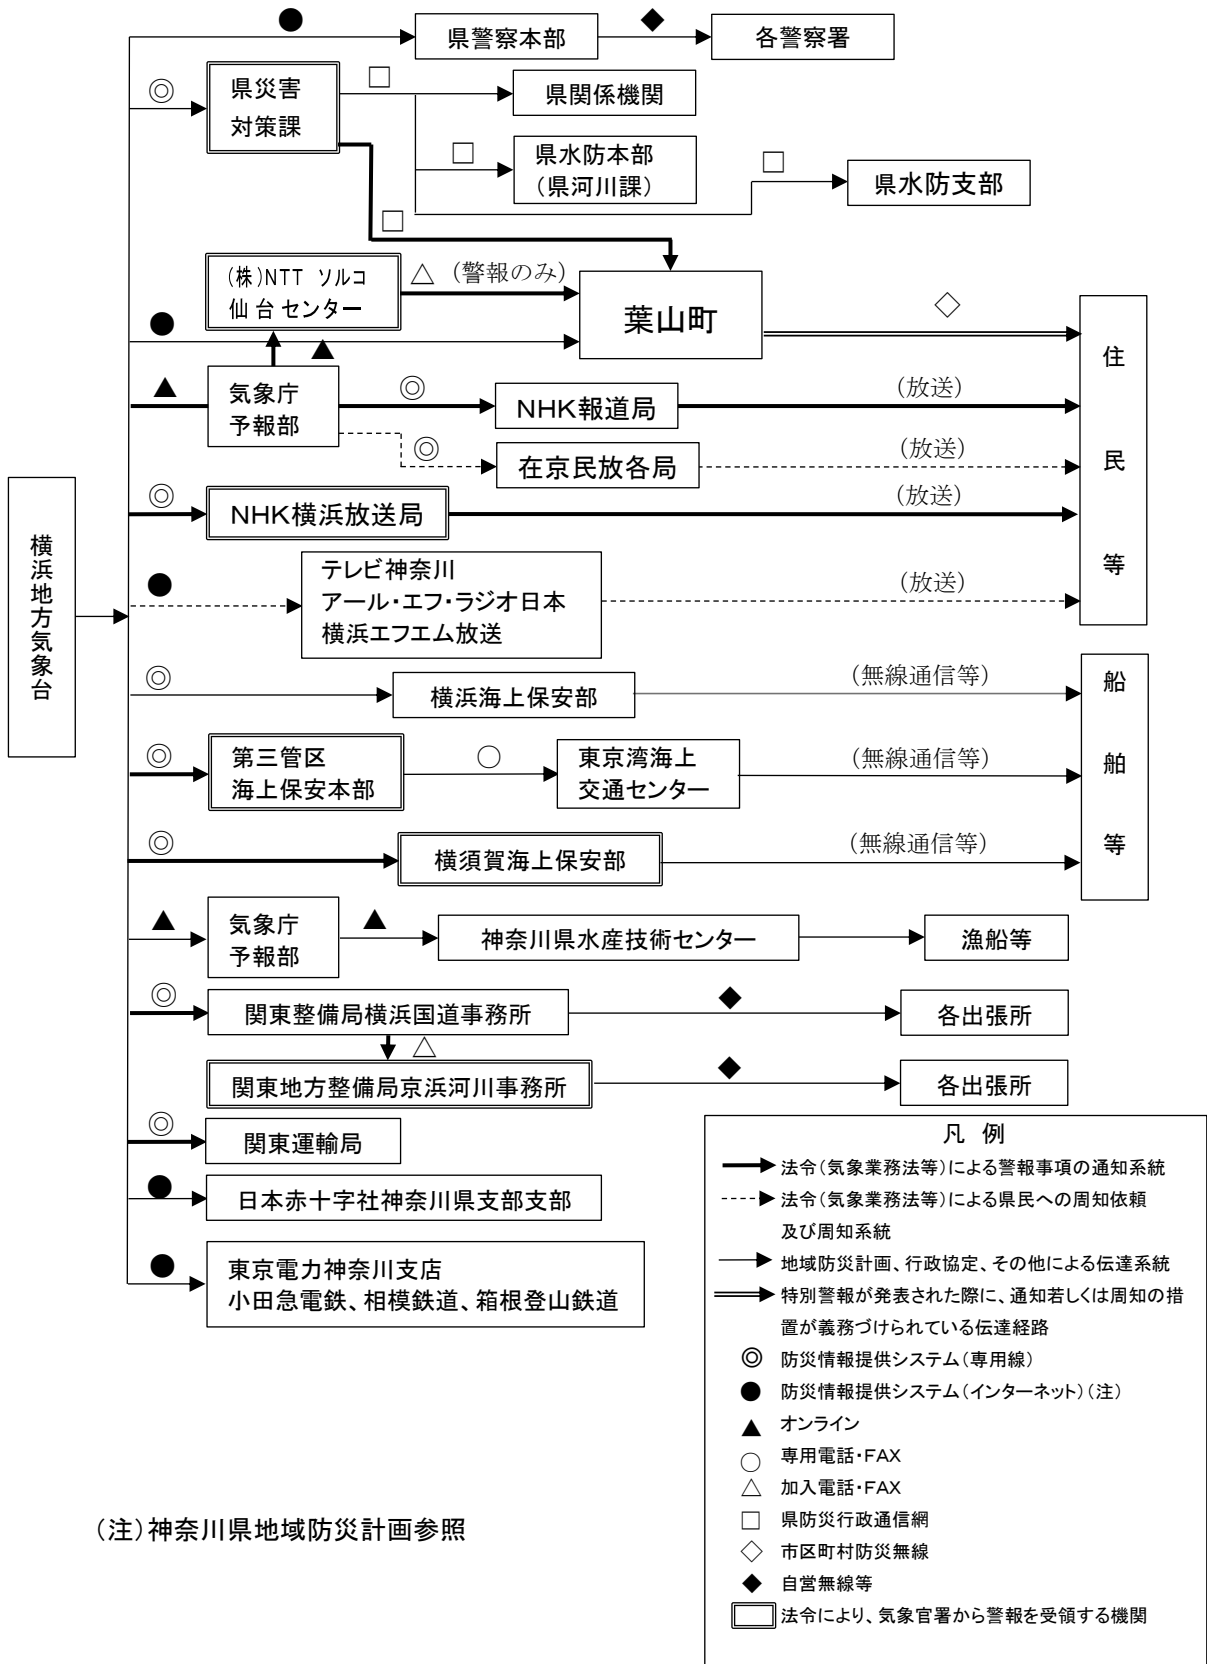 県警察本部
各警察署
県災害
対策課
県関係機関
県水防本部
(県河川課)
県水防支部
(株)NTT ソルコ
仙台センター
(警報のみ)
葉山町
住民等
気象庁
予報部
NHK報道局
(放送)
在京民放各局
(放送)
NHK横浜放送局
(放送)
横浜地方気象台
テレビ神奈川
アール・エフ・ラジオ日本
横浜エフエム放送
(放送)
横浜海上保安部
(無線通信等)
船舶等
第三管区
海上保安本部
東京湾海上
交通センター
(無線通信等)
横須賀海上保安部
(無線通信等)
気象庁
予報部
神奈川県水産技術センター
漁船等
関東整備局横浜国道事務所
各出張所
関東地方整備局京浜河川事務所
各出張所
関東運輸局
日本赤十字社神奈川県支部支部
東京電力神奈川支店
小田急電鉄、相模鉄道、箱根登山鉄道
凡 例
法令(気象業務法等)による警報事項の通知系統
法令(気象業務法等)による県民への周知依頼
及び周知系統
地域防災計画、行政協定、その他による伝達系統
特別警報が発表された際に、通知若しくは周知の措
置が義務づけられている伝達経路
◎ 防災情報提供システム(専用線)
● 防災情報提供システム(インターネット)(注)
▲ オンライン
○ 専用電話・FAX
△ 加入電話・FAX
□ 県防災行政通信網
◇ 市区町村防災無線
◆ 自営無線等
法令により、気象官署から警報を受領する機関
(注)神奈川県地域防災計画参照